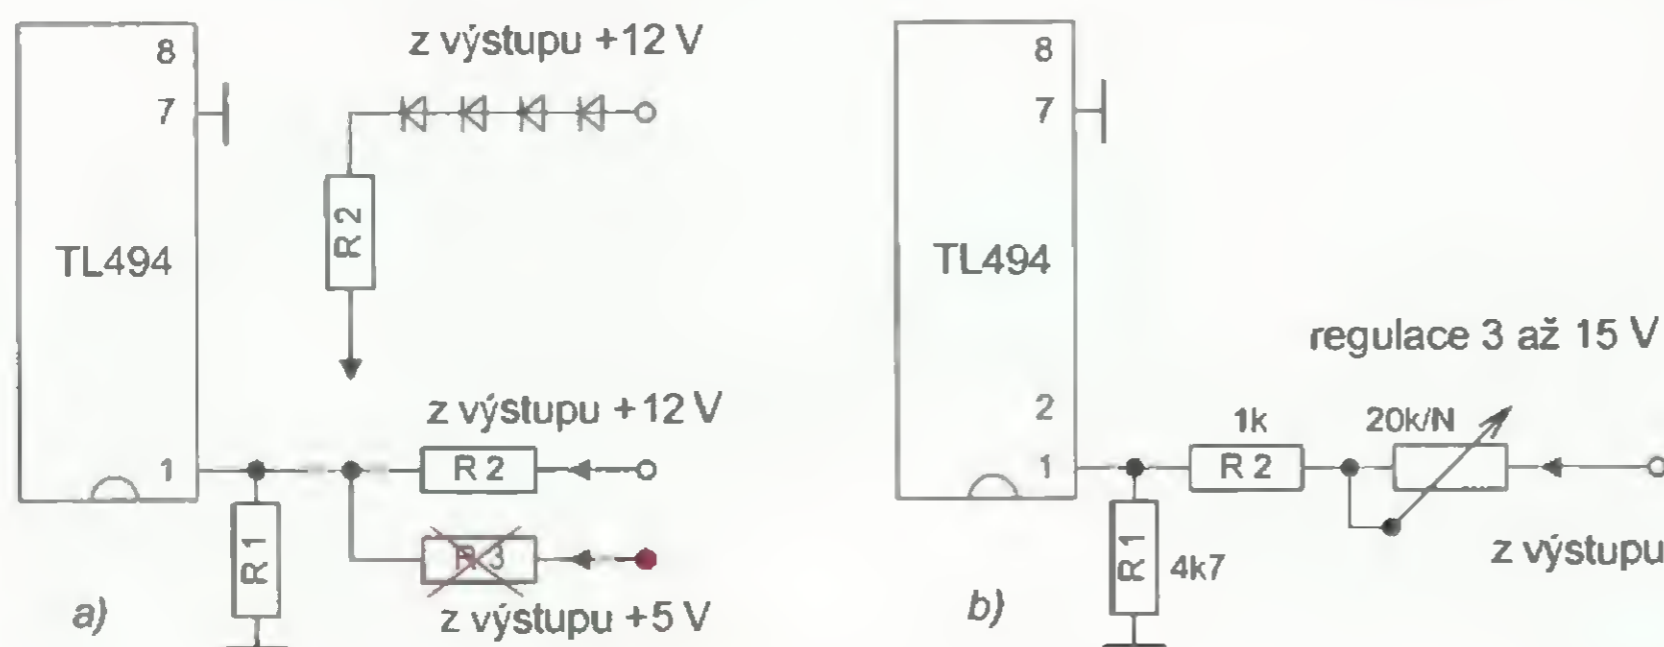 8
7
TL494
1
z výstupu +12 V
R 2
z výstupu +12 V
R 2
R 3
z výstupu +5 V
R 1
a)
8
7
TL494
2
1
regulace 3 až 15 V
1k
R 2
20k/N
R 1
4k7
z výstupu
b)